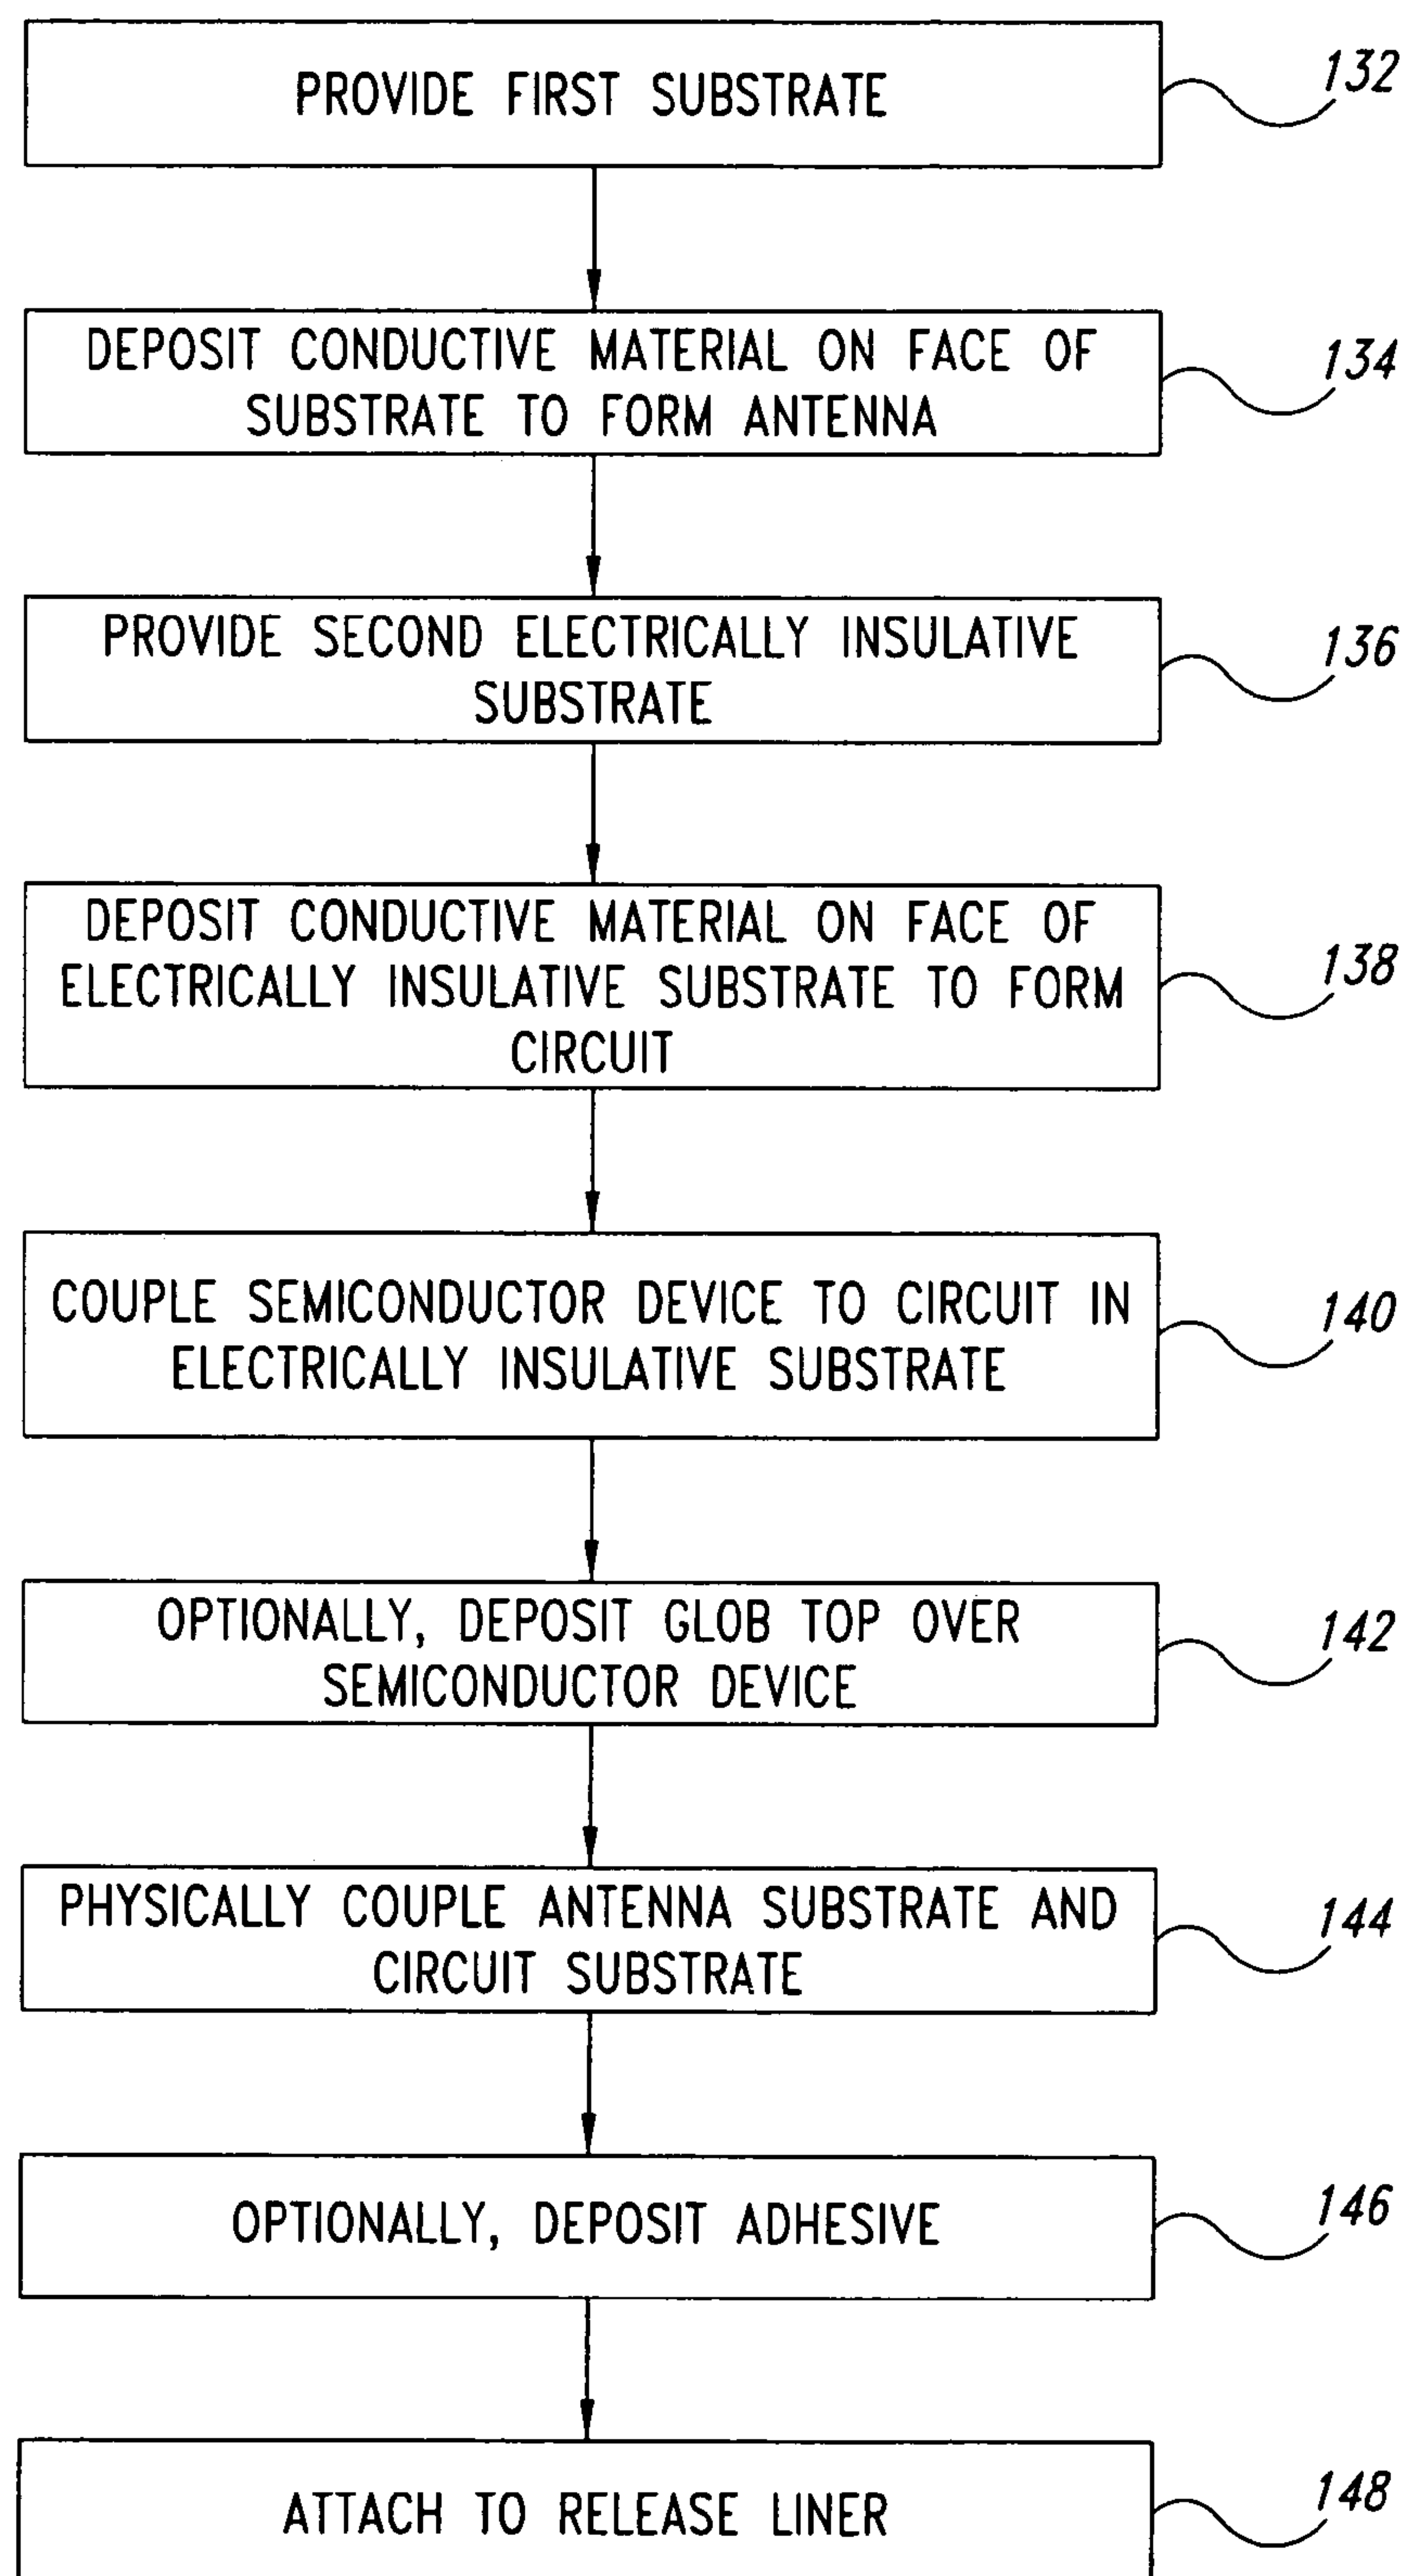 PROVIDE FIRST SUBSTRATE
132
DEPOSIT CONDUCTIVE MATERIAL ON FACE OF
SUBSTRATE TO FORM ANTENNA
134
PROVIDE SECOND ELECTRICALLY INSULATIVE
SUBSTRATE
136
DEPOSIT CONDUCTIVE MATERIAL ON FACE OF
ELECTRICALLY INSULATIVE SUBSTRATE TO FORM
CIRCUIT
138
COUPLE SEMICONDUCTOR DEVICE TO CIRCUIT IN
ELECTRICALLY INSULATIVE SUBSTRATE
140
OPTIONALLY, DEPOSIT GLOB TOP OVER
SEMICONDUCTOR DEVICE
142
PHYSICALLY COUPLE ANTENNA SUBSTRATE AND
CIRCUIT SUBSTRATE
144
OPTIONALLY, DEPOSIT ADHESIVE
146
ATTACH TO RELEASE LINER
148